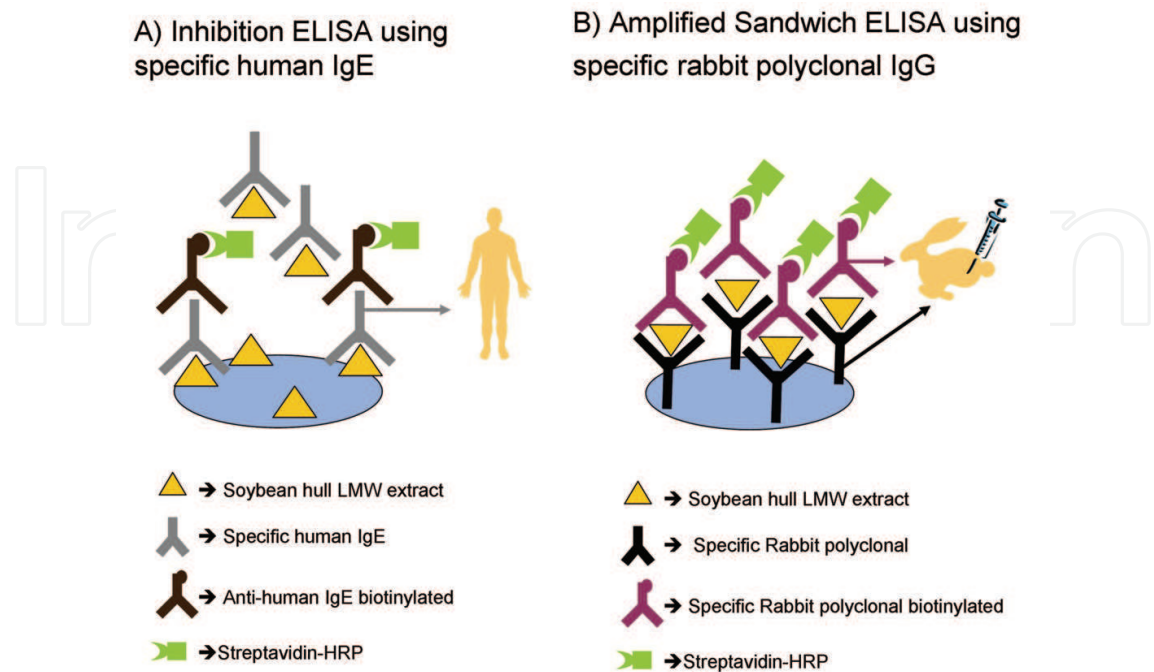 A) Inhibition ELISA using
specific human IgE
B) Amplified Sandwich ELISA using
specific rabbit polyclonal IgG
➔ Soybean hull LMW extract
➔ Specific human IgE
➔ Anti-human IgE biotinylated
➔Streptavidin-HRP
➔ Soybean hull LMW extract
➔ Specific Rabbit polyclonal
➔ Specific Rabbit polyclonal biotinylated
➔Streptavidin-HRP